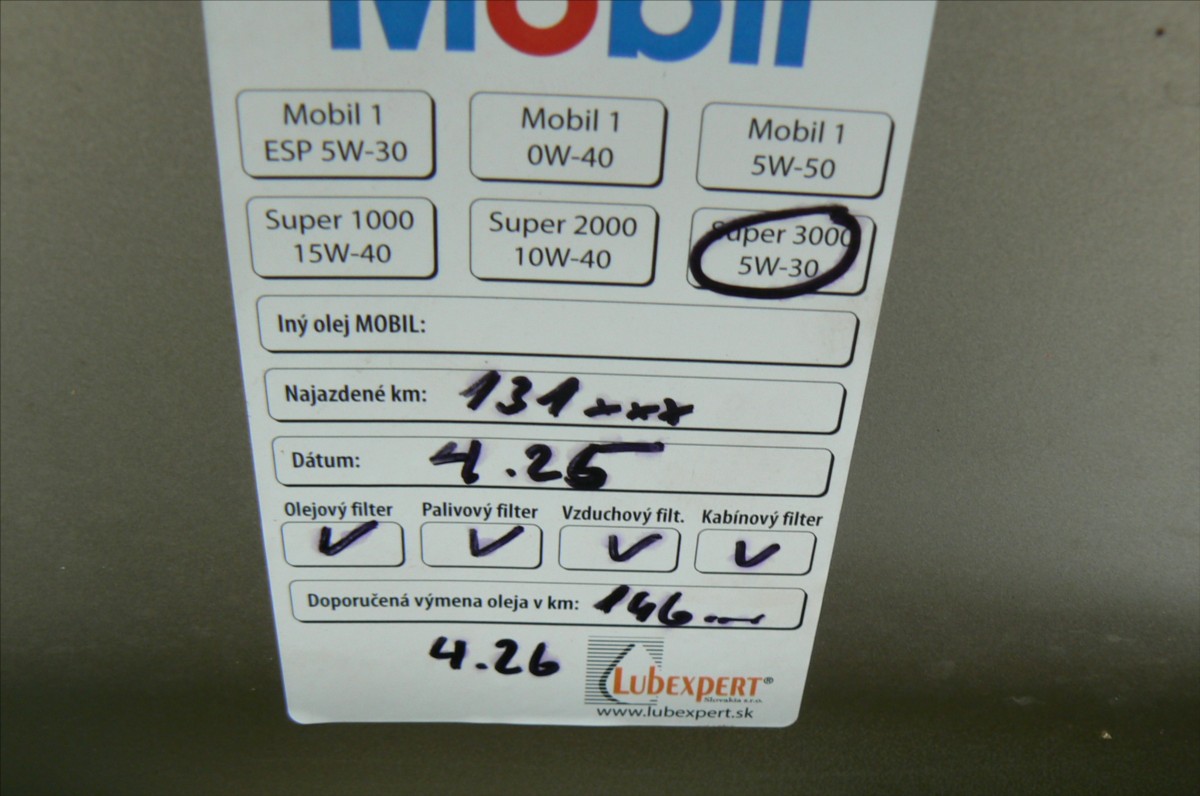 Mobil
Mobil 1
ESP 5W-30
Mobil 1
0W-40
Mobil 1
5W-50
Super 1000
15W-40
Super 2000
10W-40
Super 3000
5W-30
Iný olej MOBIL:
Najazdené km: 131xxx
Dátum: 4.25
Olejový filter
Palivový filter
Vzduchový filt.
Kabínový filter
Doporučená výmena oleja v km: 146...
4.26
LUBEXPERT®
Slovakia s.r.o.
www.lubexpert.sk